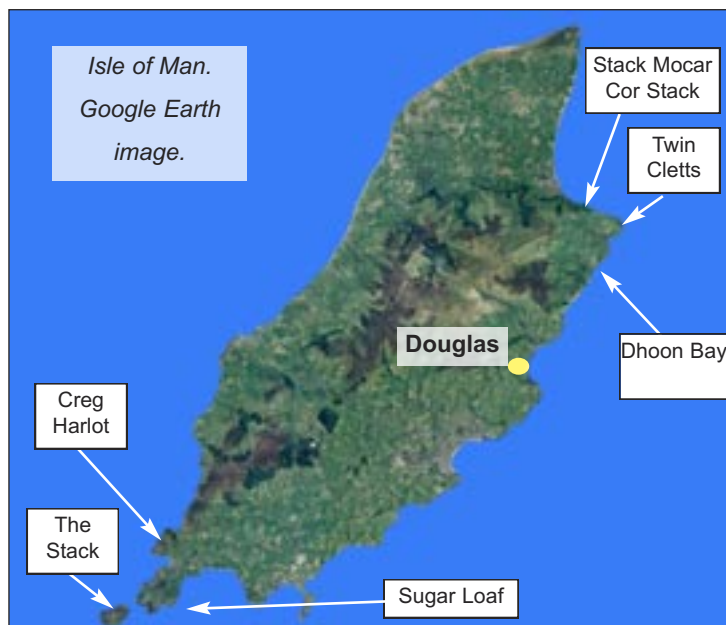 Isle of Man.
Google Earth
image.
Stack Mocar
Cor Stack
Twin
Cletts
Douglas
Dhoon Bay
Creg
Harlot
The
Stack
Sugar Loaf